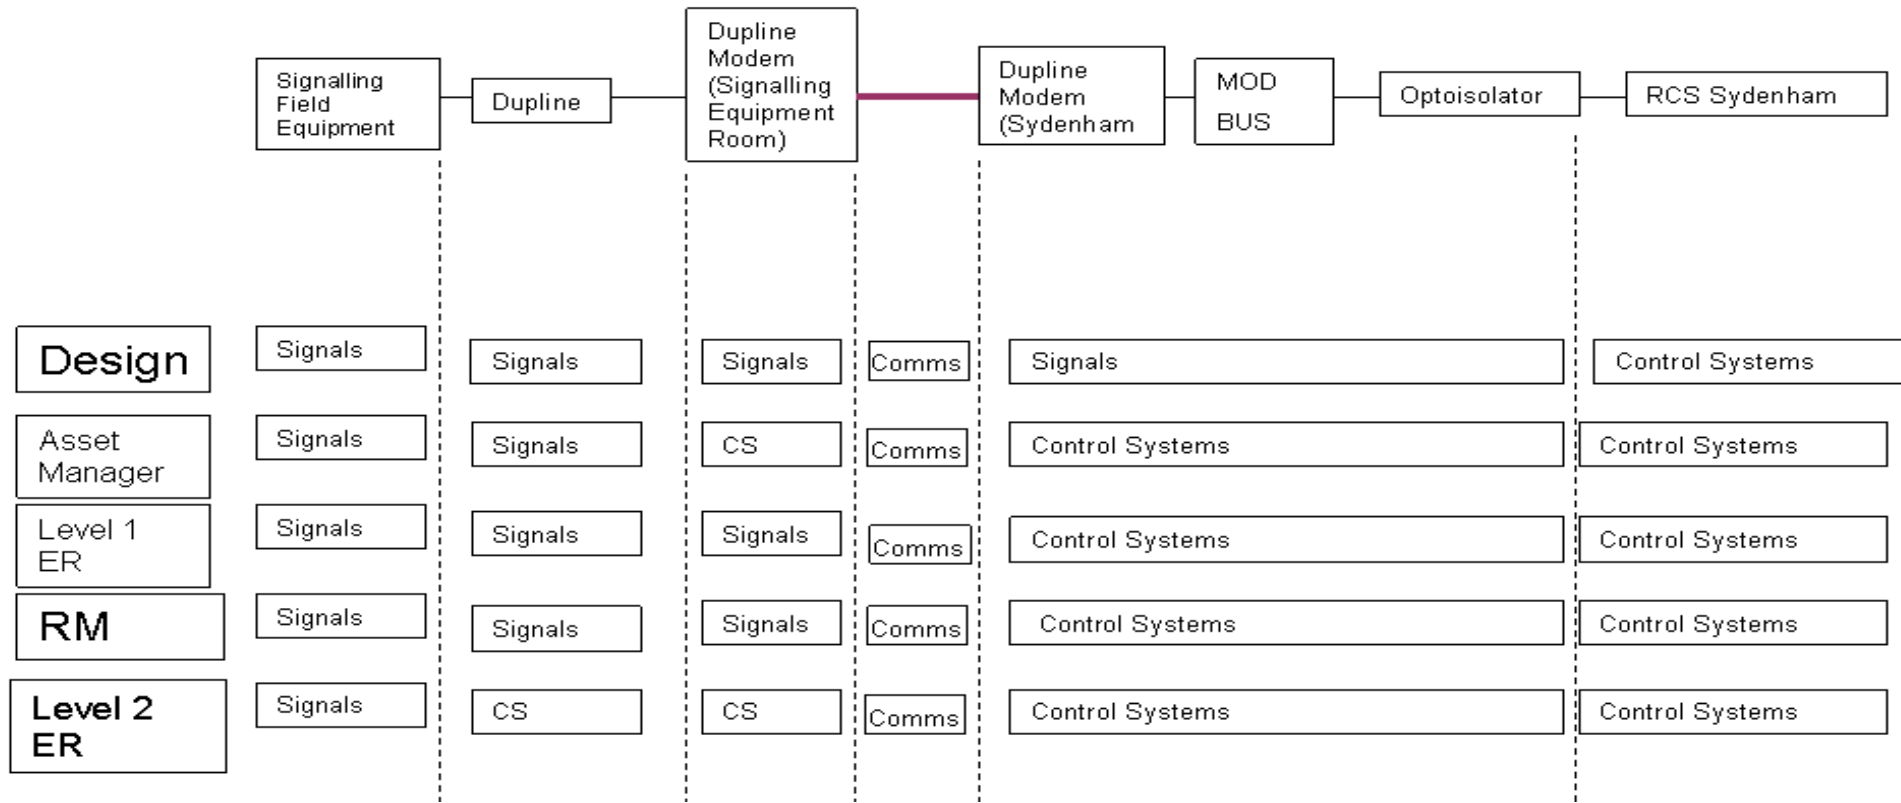 Signalling
Field
Equipment
Dupline
Dupline
Modem
(Signalling
Equipment
Room)
Dupline
Modem
(Sydenham
MOD
BUS
Optoisolator
RCS Sydenham
Design
Signals
Signals
Signals
Comms
Signals
Control Systems
Asset
Manager
Signals
Signals
CS
Comms
Control Systems
Control Systems
Level 1
ER
Signals
Signals
Signals
Comms
Control Systems
Control Systems
RM
Signals
Signals
Signals
Comms
Control Systems
Control Systems
Level 2
ER
Signals
CS
CS
Comms
Control Systems
Control Systems